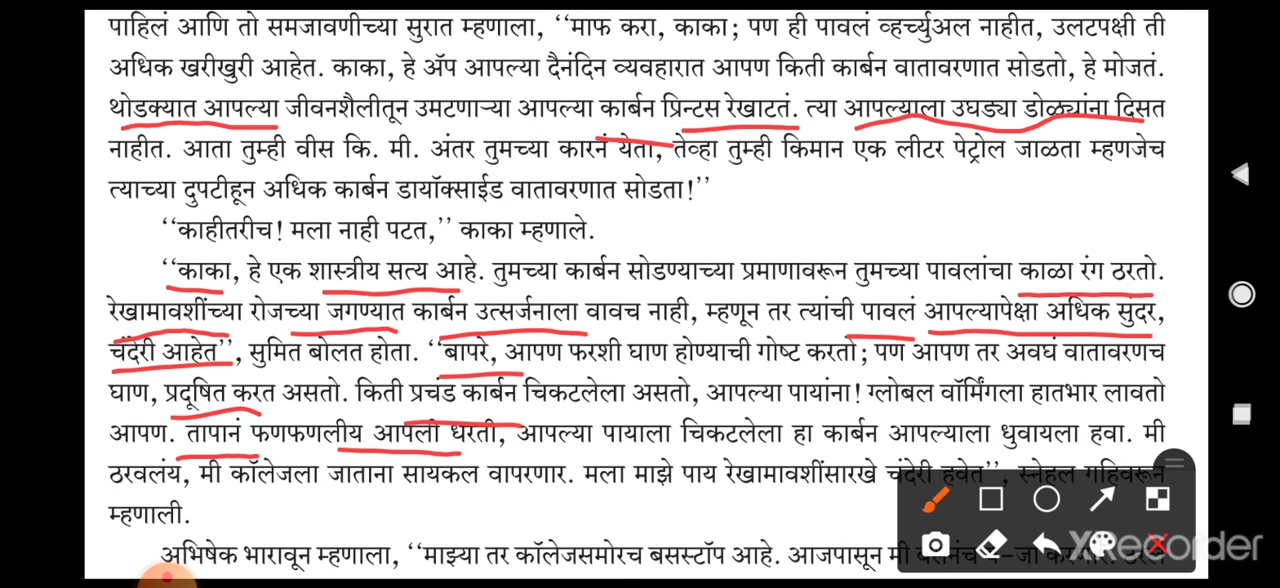 पाहिलं आणि तो समजावणीच्या सुरात म्हणाला, ‘‘माफ करा, काका; पण ही पावलं व्हर्च्युअल नाहीत, उलटपक्षी ती
अधिक खरीखुरी आहेत. काका, हे ॲप आपल्या दैनंदिन व्यवहारात आपण किती कार्बन वातावरणात सोडतो, हे मोजतं.
थोडक्यात आपल्या जीवनशैलीतून उमटणाऱ्या आपल्या कार्बन प्रिन्टस रेखाटतं. त्या आपल्याला उघड्या डोळ्यांना दिसत
नाहीत. आता तुम्ही वीस कि. मी. अंतर तुमच्या कारनं येता, तेव्हा तुम्ही किमान एक लीटर पेट्रोल जाळता म्हणजेच
त्याच्या दुपटीहून अधिक कार्बन डायॉक्साईड वातावरणात सोडता!’’
‘‘काहीतरीच! मला नाही पटत,’’ काका म्हणाले.
‘‘काका, हे एक शास्त्रीय सत्य आहे. तुमच्या कार्बन सोडण्याच्या प्रमाणावरून तुमच्या पावलांचा काळा रंग ठरतो.
रेखामावशींच्या रोजच्या जगण्यात कार्बन उत्सर्जनाला वावच नाही, म्हणून तर त्यांची पावलं आपल्यापेक्षा अधिक सुंदर,
चंदेरी आहेत’’, सुमित बोलत होता. ‘‘बापरे, आपण फरशी घाण होण्याची गोष्ट करतो; पण आपण तर अवघं वातावरणच
घाण, प्रदूषित करत असतो. किती प्रचंड कार्बन चिकटलेला असतो, आपल्या पायांना! ग्लोबल वॉर्मिंगला हातभार लावतो
आपण. तापानं फणफणलीय आपली धरती, आपल्या पायाला चिकटलेला हा कार्बन आपल्याला धुवायला हवा. मी
ठरवलंय, मी कॉलेजला जाताना सायकल वापरणार. मला माझे पाय रेखामावशींसारखे चंदेरी हवेत’’, स्नेहल गहिवरून
म्हणाली.
अभिषेक भारावून म्हणाला, ‘‘माझ्या तर कॉलेजसमोरच बसस्टॉप आहे. आजपासून मी
XRecorder